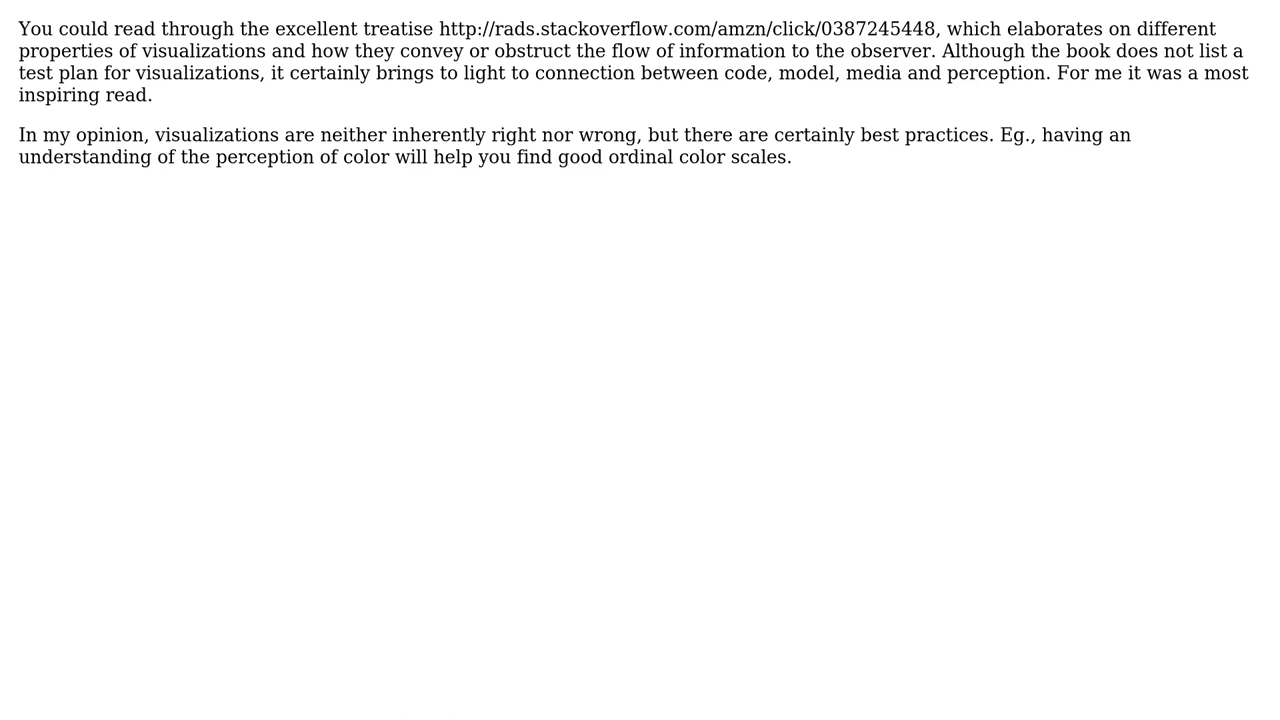 You could read through the excellent treatise http://rads.stackoverflow.com/amzn/click/0387245448, which elaborates on different
properties of visualizations and how they convey or obstruct the flow of information to the observer. Although the book does not list a
test plan for visualizations, it certainly brings to light to connection between code, model, media and perception. For me it was a most
inspiring read.
In my opinion, visualizations are neither inherently right nor wrong, but there are certainly best practices. Eg., having an
understanding of the perception of color will help you find good ordinal color scales.